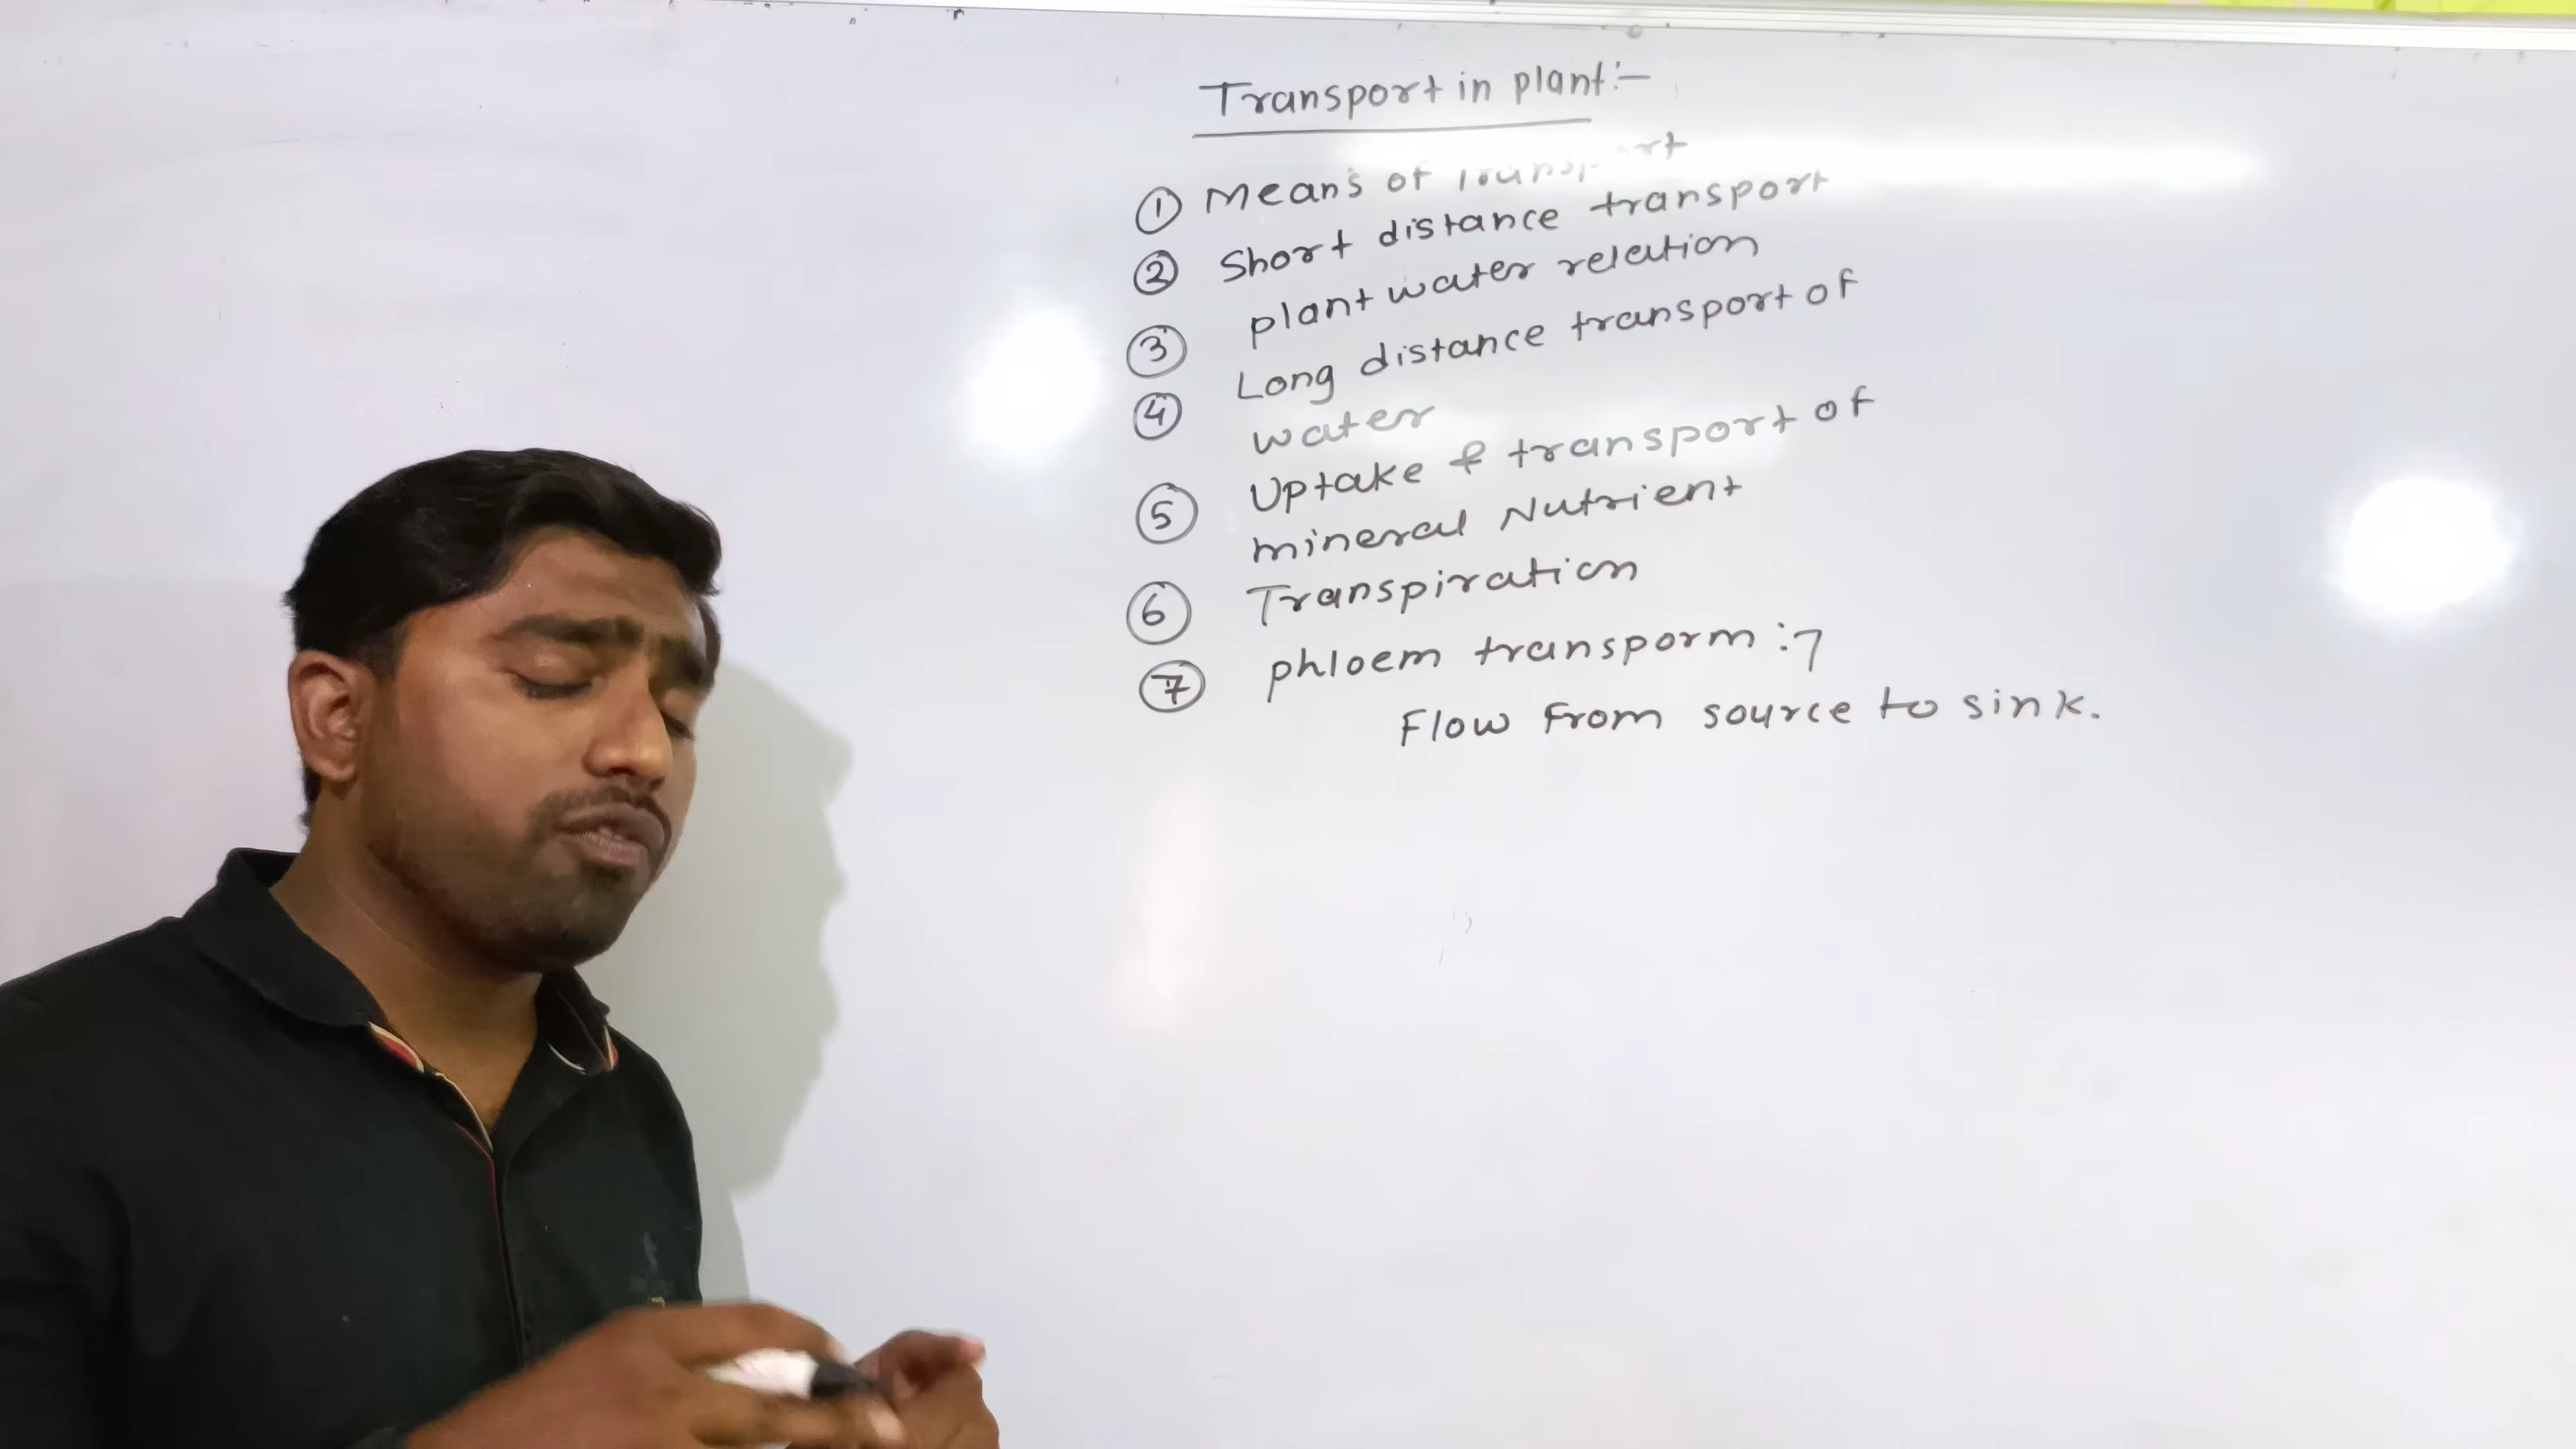 Transport in plant:-
① Means of transport
② Short distance transport
③ plant water relation
④ Long distance transport of
water
⑤ Uptake & transport of
mineral Nutrient
⑥ Transpiration
⑦ phloem transporm :7
Flow from source to sink.